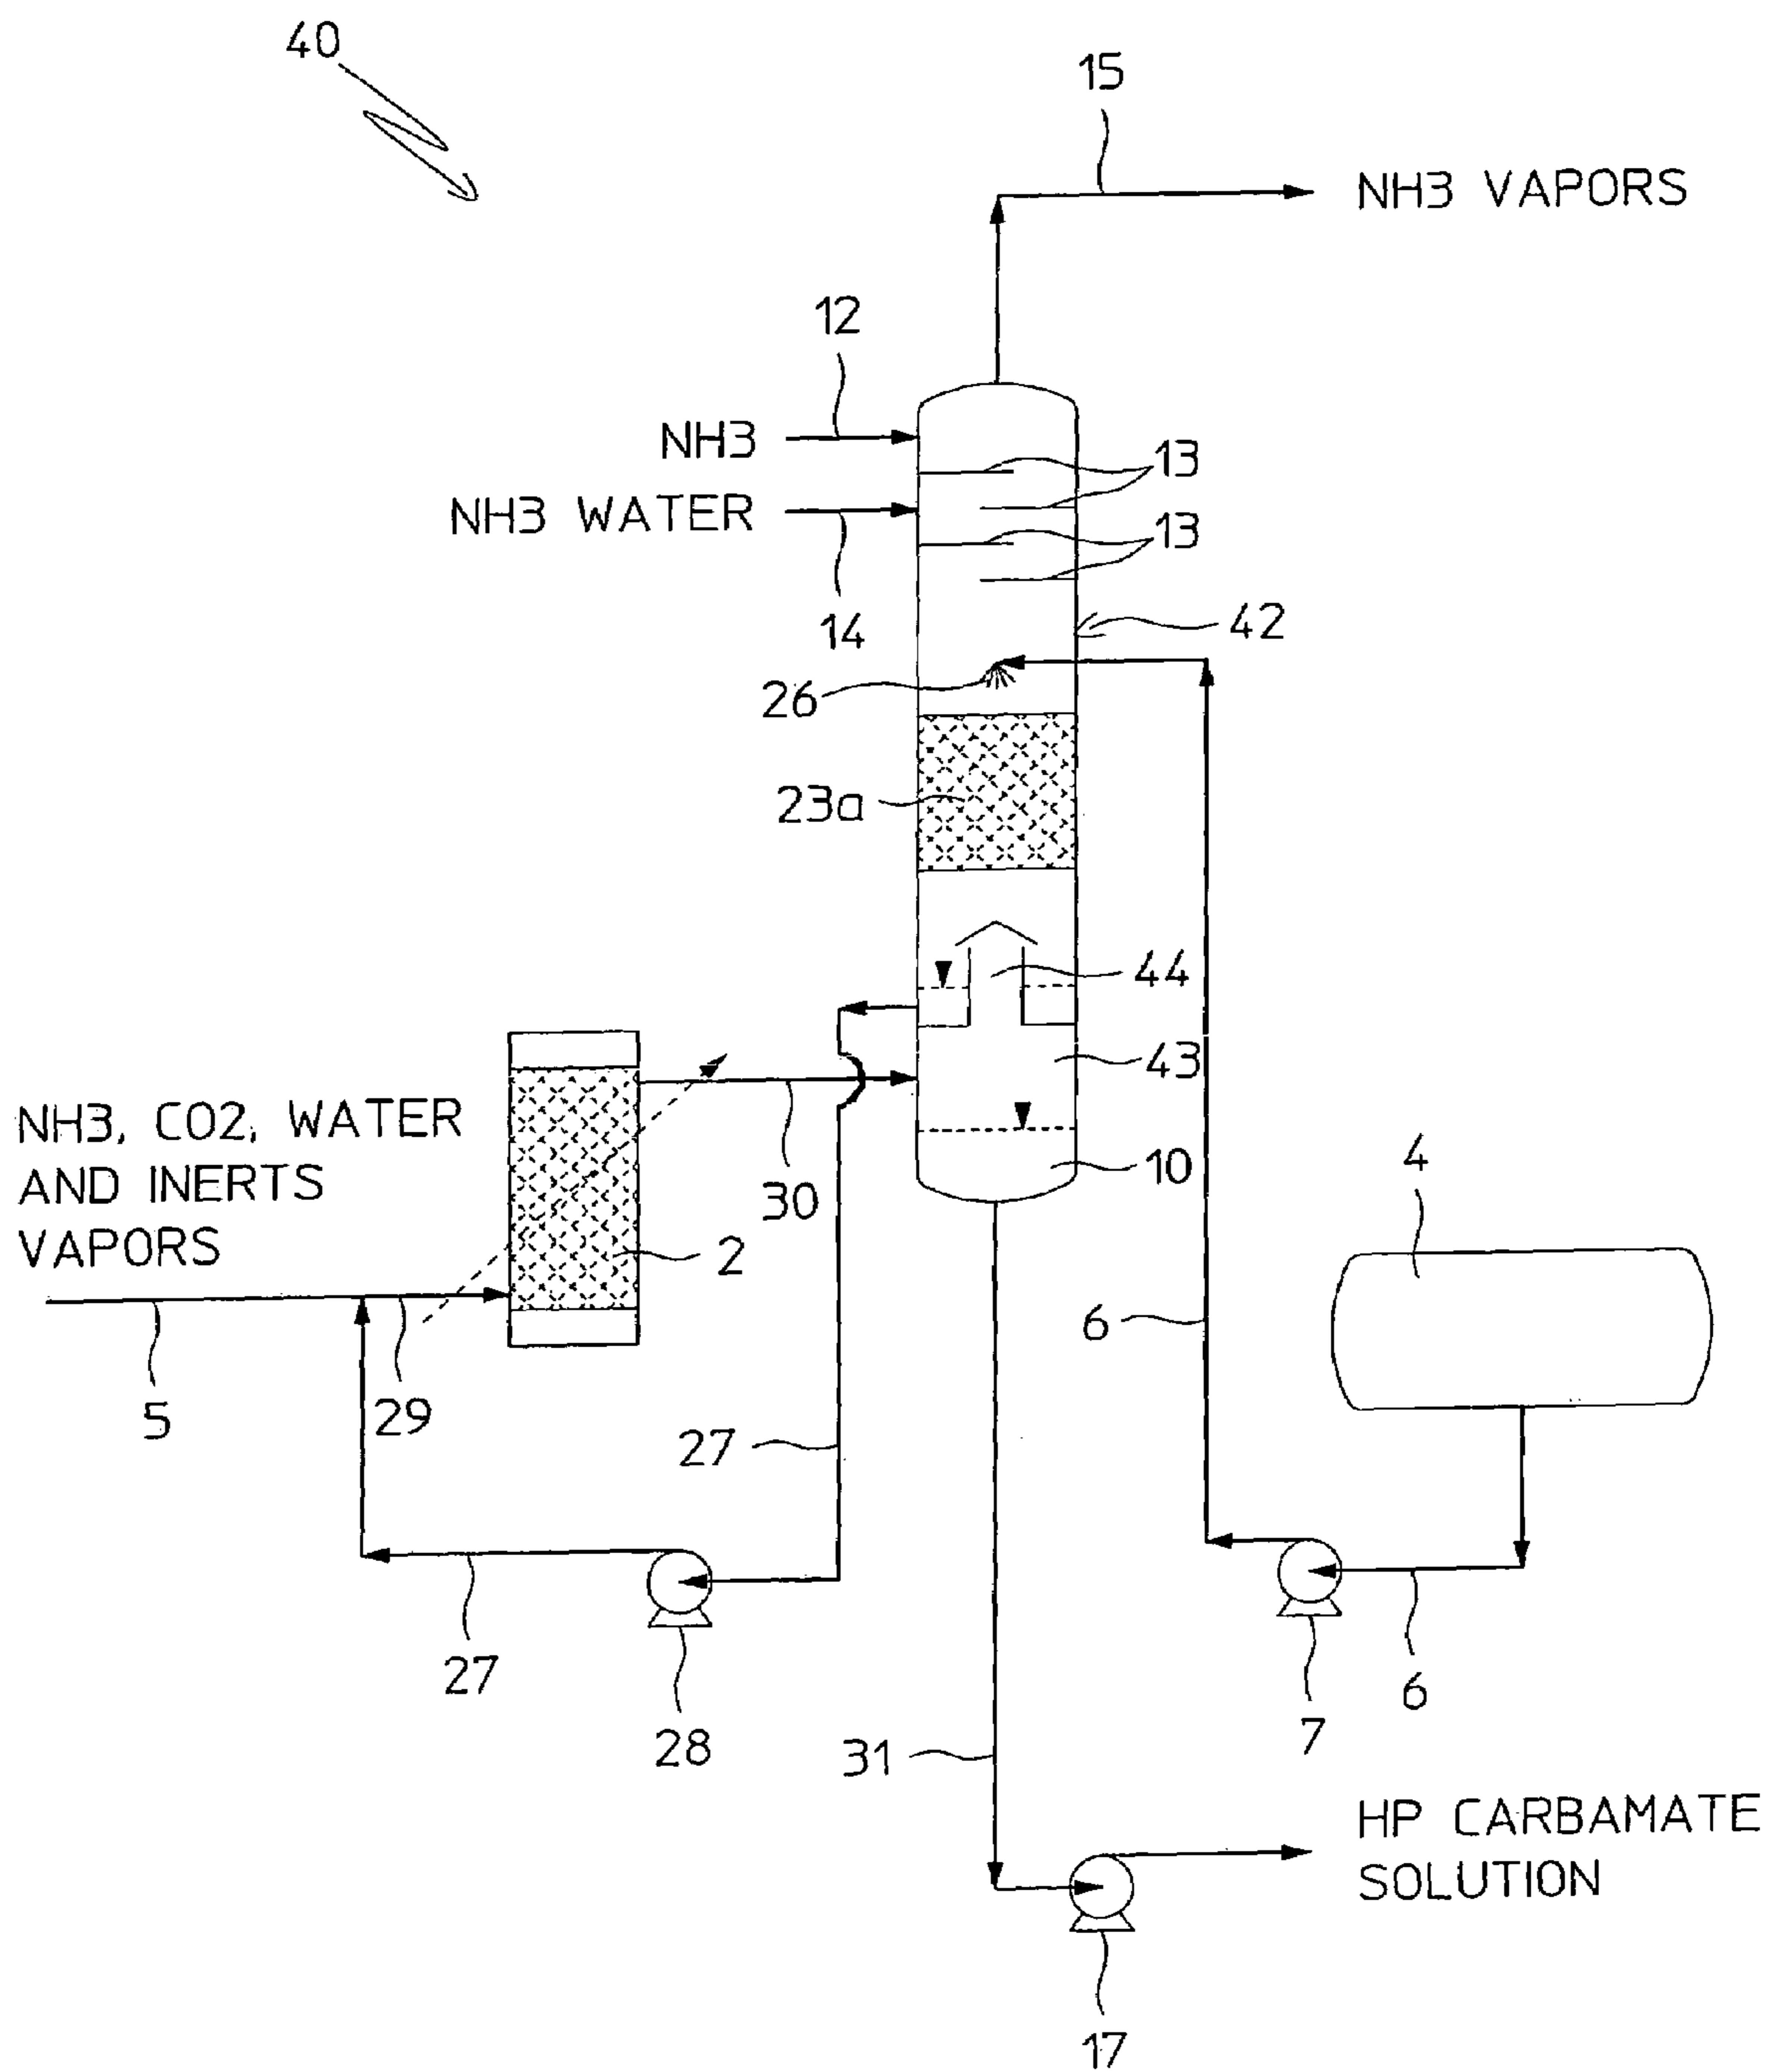 40
15
NH3 VAPORS
12
NH3
13
NH3 WATER
13
14
42
26
23a
44
43
NH3, CO2, WATER
AND INERTS
VAPORS
30
10
4
2
6
5
29
27
27
28
7
6
31
HP CARBAMATE
SOLUTION
17